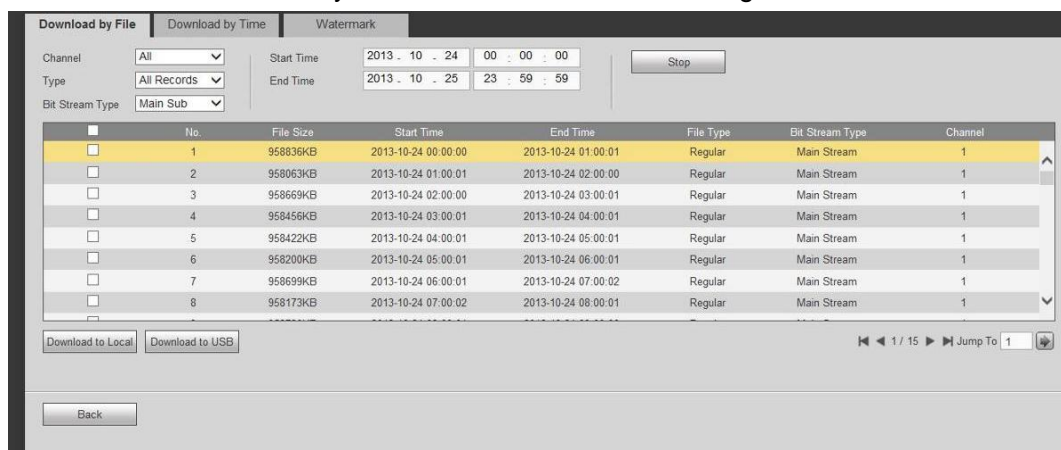 Download by File Download by Time Watermark
Channel All Start Time 2013 - 10 - 24 00 : 00 : 00 Stop
Type All Records End Time 2013 - 10 - 25 23 : 59 : 59
Bit Stream Type Main Sub
No. File Size Start Time End Time File Type Bit Stream Type Channel
1 958836KB 2013-10-24 00:00:00 2013-10-24 01:00:01 Regular Main Stream 1
2 958063KB 2013-10-24 01:00:01 2013-10-24 02:00:00 Regular Main Stream 1
3 958669KB 2013-10-24 02:00:00 2013-10-24 03:00:01 Regular Main Stream 1
4 958456KB 2013-10-24 03:00:01 2013-10-24 04:00:01 Regular Main Stream 1
5 958422KB 2013-10-24 04:00:01 2013-10-24 05:00:01 Regular Main Stream 1
6 958200KB 2013-10-24 05:00:01 2013-10-24 06:00:01 Regular Main Stream 1
7 958699KB 2013-10-24 06:00:01 2013-10-24 07:00:02 Regular Main Stream 1
8 958173KB 2013-10-24 07:00:02 2013-10-24 08:00:01 Regular Main Stream 1
Download to Local Download to USB 1 / 15 Jump To 1
Back